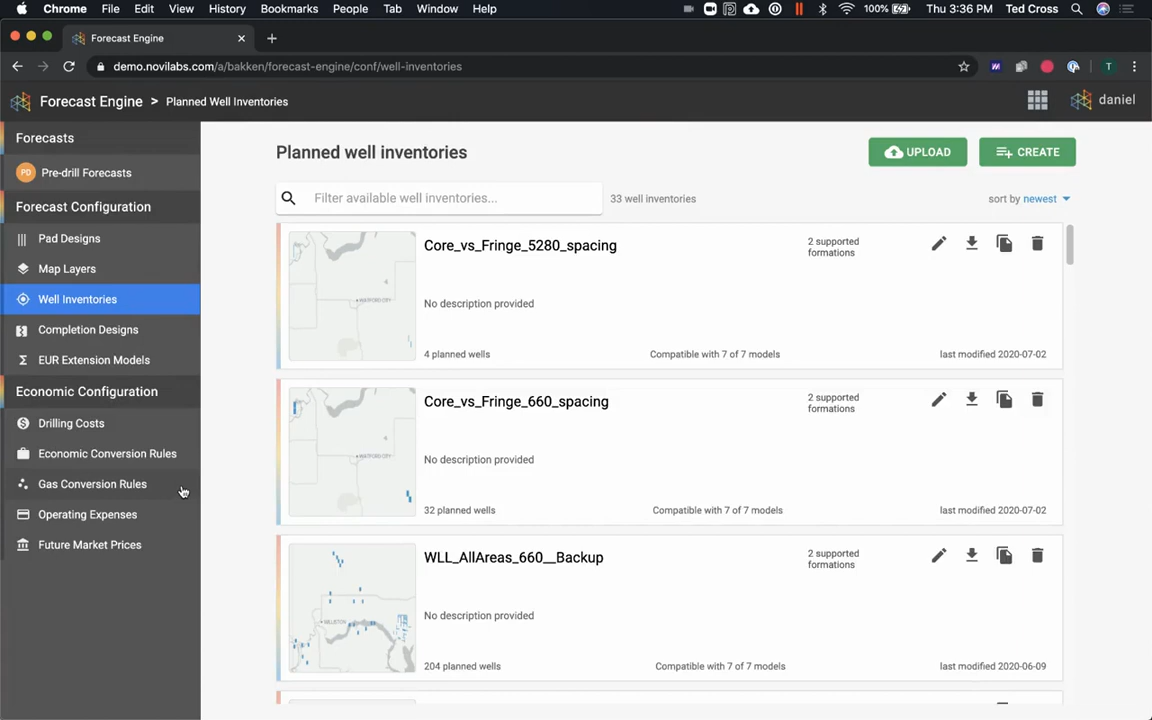 Chrome File Edit View History Bookmarks People Tab Window Help 100% Thu 3:36 PM Ted Cross
Forecast Engine
demo.novilabs.com/a/bakken/forecast-engine/conf/well-inventories T
Forecast Engine > Planned Well Inventories daniel
Forecasts
PD Pre-drill Forecasts
Forecast Configuration
Pad Designs
Map Layers
Well Inventories
Completion Designs
EUR Extension Models
Economic Configuration
Drilling Costs
Economic Conversion Rules
Gas Conversion Rules
Operating Expenses
Future Market Prices
Planned well inventories
UPLOAD
CREATE
Filter available well inventories...
33 well inventories
sort by newest
Core_vs_Fringe_5280_spacing
2 supported
formations
WATFORD CITY
No description provided
4 planned wells
Compatible with 7 of 7 models
last modified 2020-07-02
Core_vs_Fringe_660_spacing
2 supported
formations
WATFORD CITY
No description provided
32 planned wells
Compatible with 7 of 7 models
last modified 2020-07-02
WLL_AllAreas_660__Backup
2 supported
formations
WILLISTON
No description provided
204 planned wells
Compatible with 7 of 7 models
last modified 2020-06-09